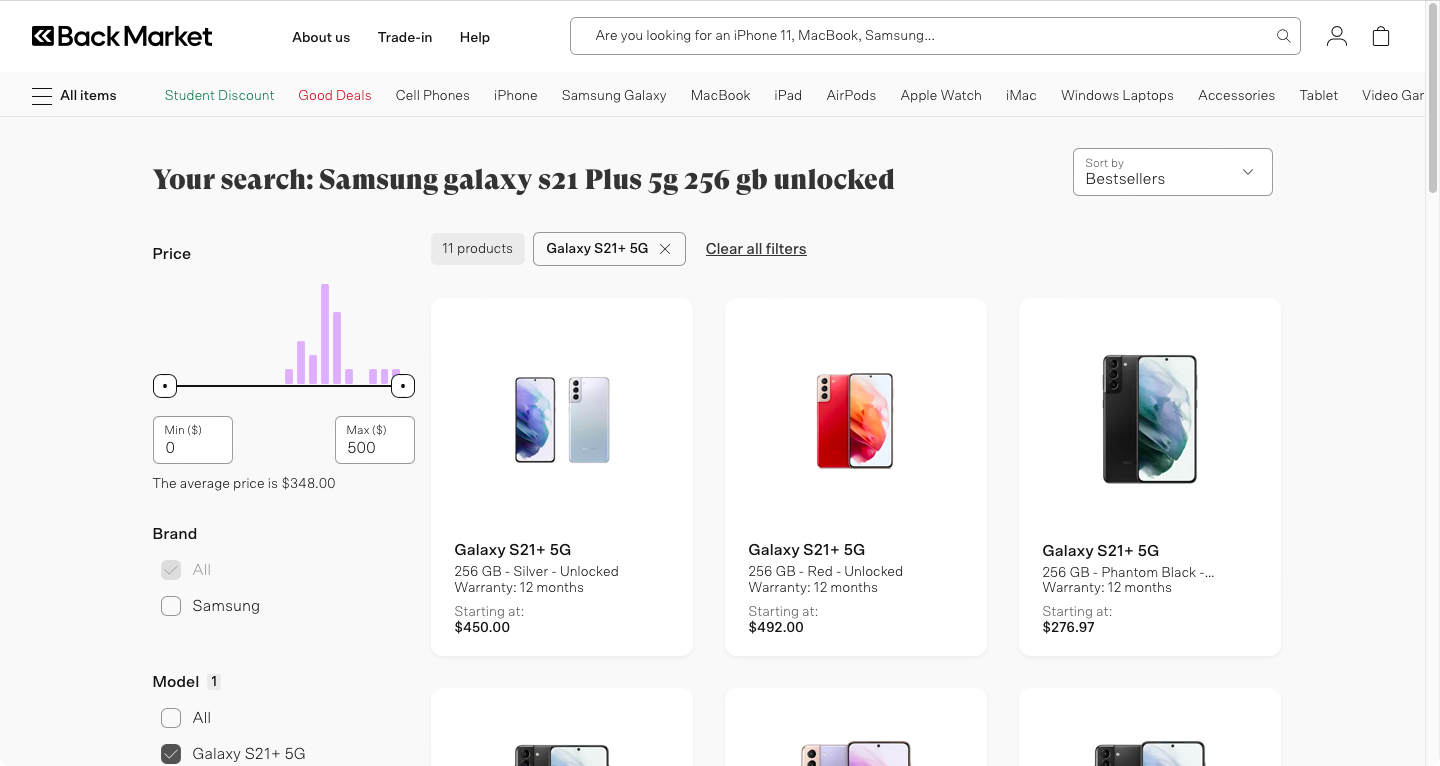 Back Market
About us
Trade-in
Help
Are you looking for an iPhone 11, MacBook, Samsung...
All items
Student Discount
Good Deals
Cell Phones
iPhone
Samsung Galaxy
MacBook
iPad
AirPods
Apple Watch
iMac
Windows Laptops
Accessories
Tablet
Video Gar
Your search: Samsung galaxy s21 Plus 5g 256 gb unlocked
Sort by
Bestsellers
Price
11 products
Galaxy S21+ 5G
Clear all filters
Min ($)
0
Max ($)
500
The average price is $348.00
Brand
All
Samsung
Model 1
All
Galaxy S21+ 5G
Galaxy S21+ 5G
256 GB - Silver - Unlocked
Warranty: 12 months
Starting at:
$450.00
Galaxy S21+ 5G
256 GB - Red - Unlocked
Warranty: 12 months
Starting at:
$492.00
Galaxy S21+ 5G
256 GB - Phantom Black -...
Warranty: 12 months
Starting at:
$276.97